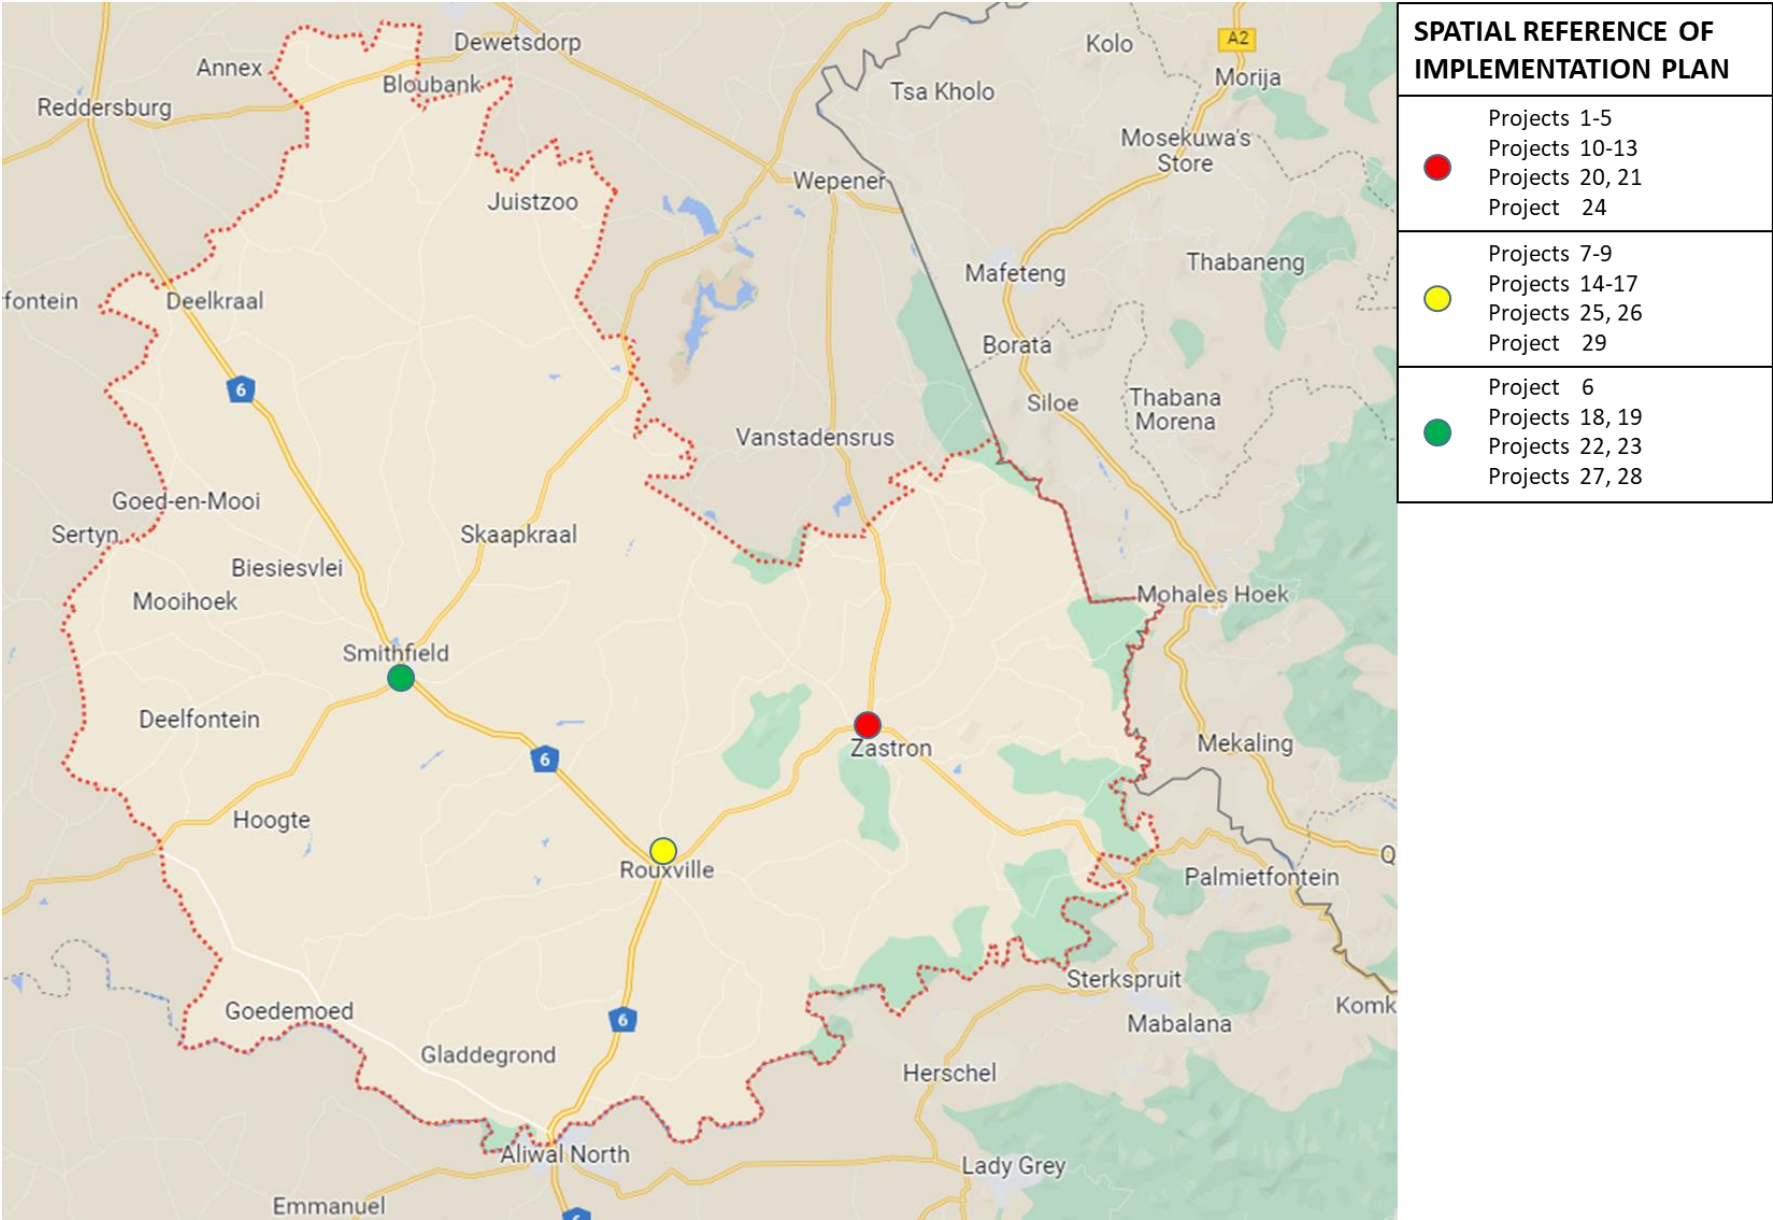 SPATIAL REFERENCE OF
IMPLEMENTATION PLAN
Projects 1-5
Projects 10-13
Projects 20, 21
Project 24
Projects 7-9
Projects 14-17
Projects 25, 26
Project 29
Project 6
Projects 18, 19
Projects 22, 23
Projects 27, 28
Dewetsdorp
Kolo
A2
Annex
Bloubank
Morija
Reddersburg
Tsa Kholo
Mosekuwa's
Store
Wepener
Juistzoo
Mafeteng
Thabaneng
rfontein
Deelkraal
Borata
6
Siloe
Thabana
Morena
Vanstadensrus
Goed-en-Mooi
Sertyn
Skaapkraal
Biesiesvlei
Mooihoek
Mohales Hoek
Smithfield
Deelfontein
Zastron
Mekaling
6
Hoogte
Rouxville
Q
Palmietfontein
Sterkspruit
Goedemoed
6
Mabalana
Komk
Gladdegrond
Herschel
Aliwal North
Lady Grey
Emmanuel
6